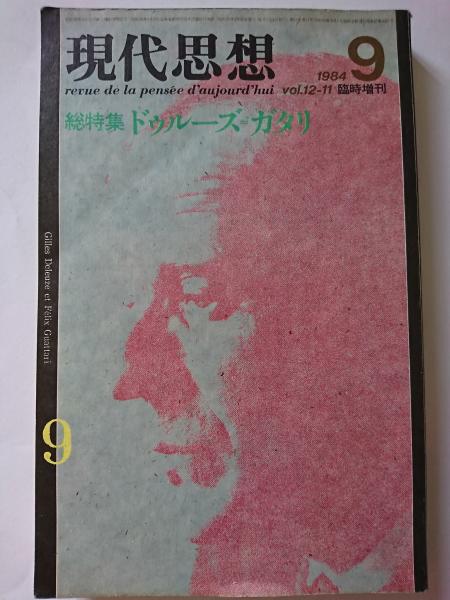 現代思想
1984 9
revue de la pensée d'aujourd'hui vol.12-11 臨時増刊
総特集 ドゥルーズ=ガタリ
Gilles Deleuze et Félix Guattari
9